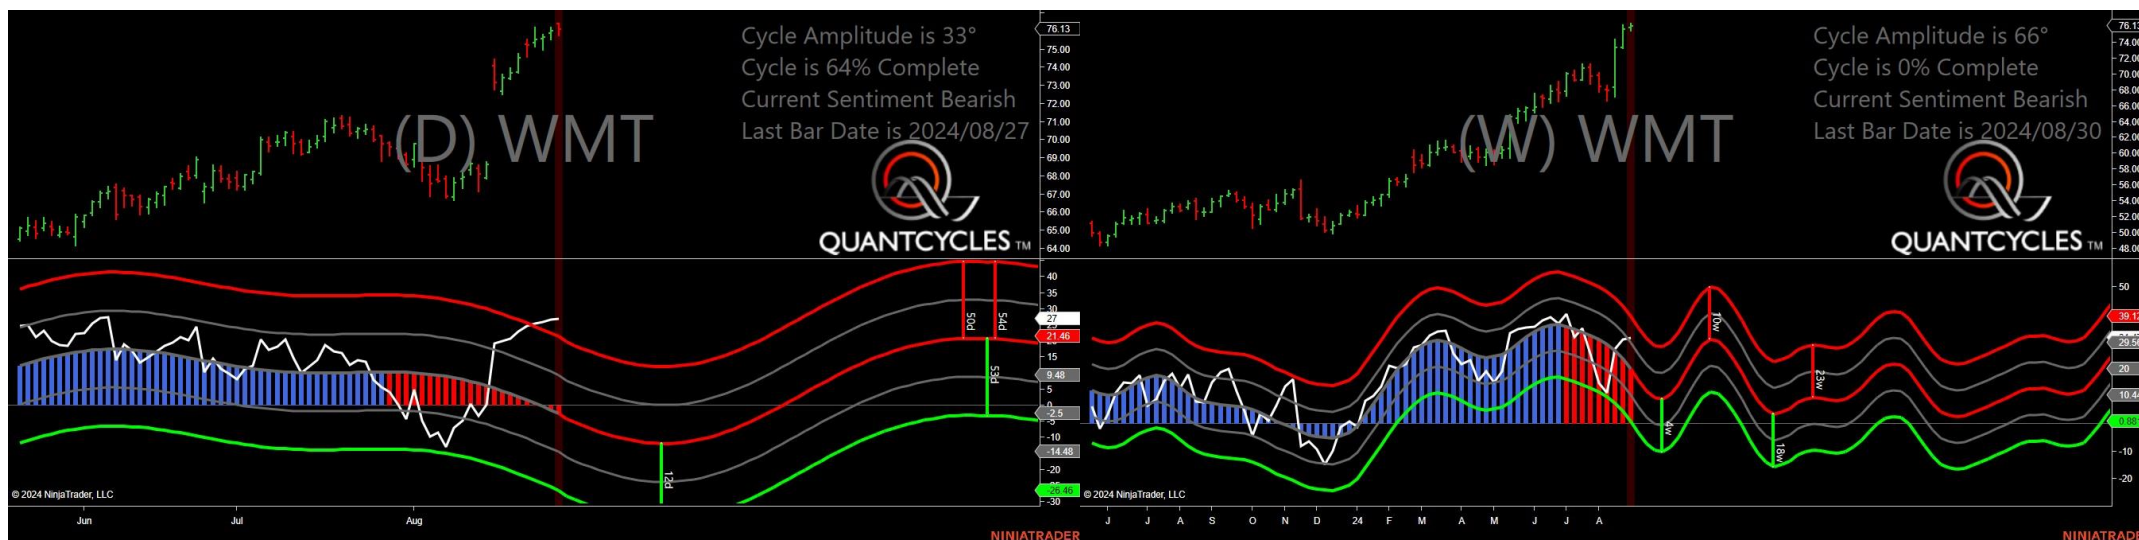 Cycle Amplitude is 33°
Cycle is 64% Complete
Current Sentiment Bearish
Last Bar Date is 2024/08/27
(D) WMT
QUANTCYCLES TM
76.13
75.00
74.00
73.00
72.00
71.00
70.00
69.00
68.00
67.00
66.00
65.00
64.00
40
35
30
27
21.46
15
9.48
5
0
-2.5
-5
-10
-14.48
-20
-26.46
-30
50d
54d
53d
12d
© 2024 NinjaTrader, LLC
Jun Jul Aug
NINJATRADER
Cycle Amplitude is 66°
Cycle is 0% Complete
Current Sentiment Bearish
Last Bar Date is 2024/08/30
(W) WMT
QUANTCYCLES TM
76.13
74.00
72.00
70.00
68.00
66.00
64.00
62.00
60.00
58.00
56.00
54.00
52.00
50.00
48.00
50
39.12
29.56
20
10.44
0.88
-10
-20
10w
23w
4w
18w
© 2024 NinjaTrader, LLC
J J A S O N D 24 F M A M J J A
NINJATRADER